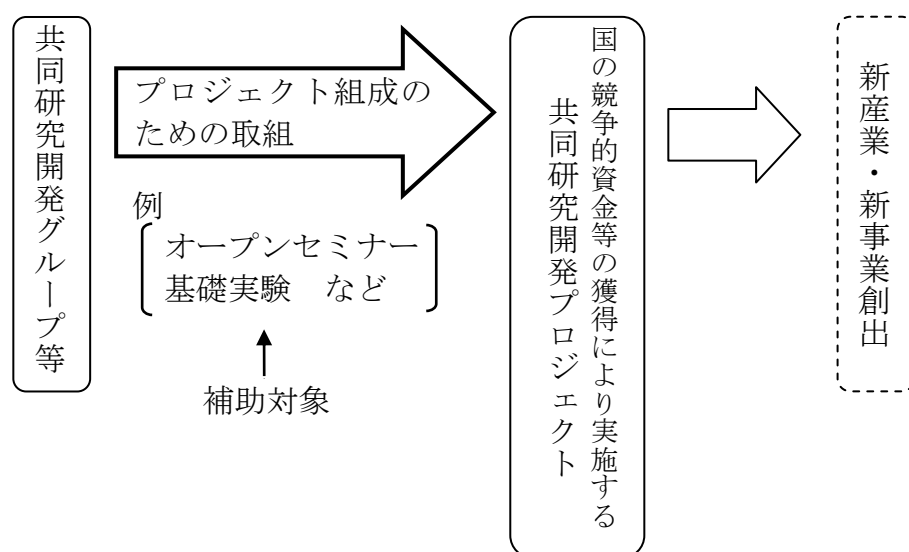 共同研究開発グループ等
プロジェクト組成の
ための取組
例
オープンセミナー
基礎実験 など
補助対象
国の競争的資金等の獲得により実施する
共同研究開発プロジェクト
新産業・新事業創出